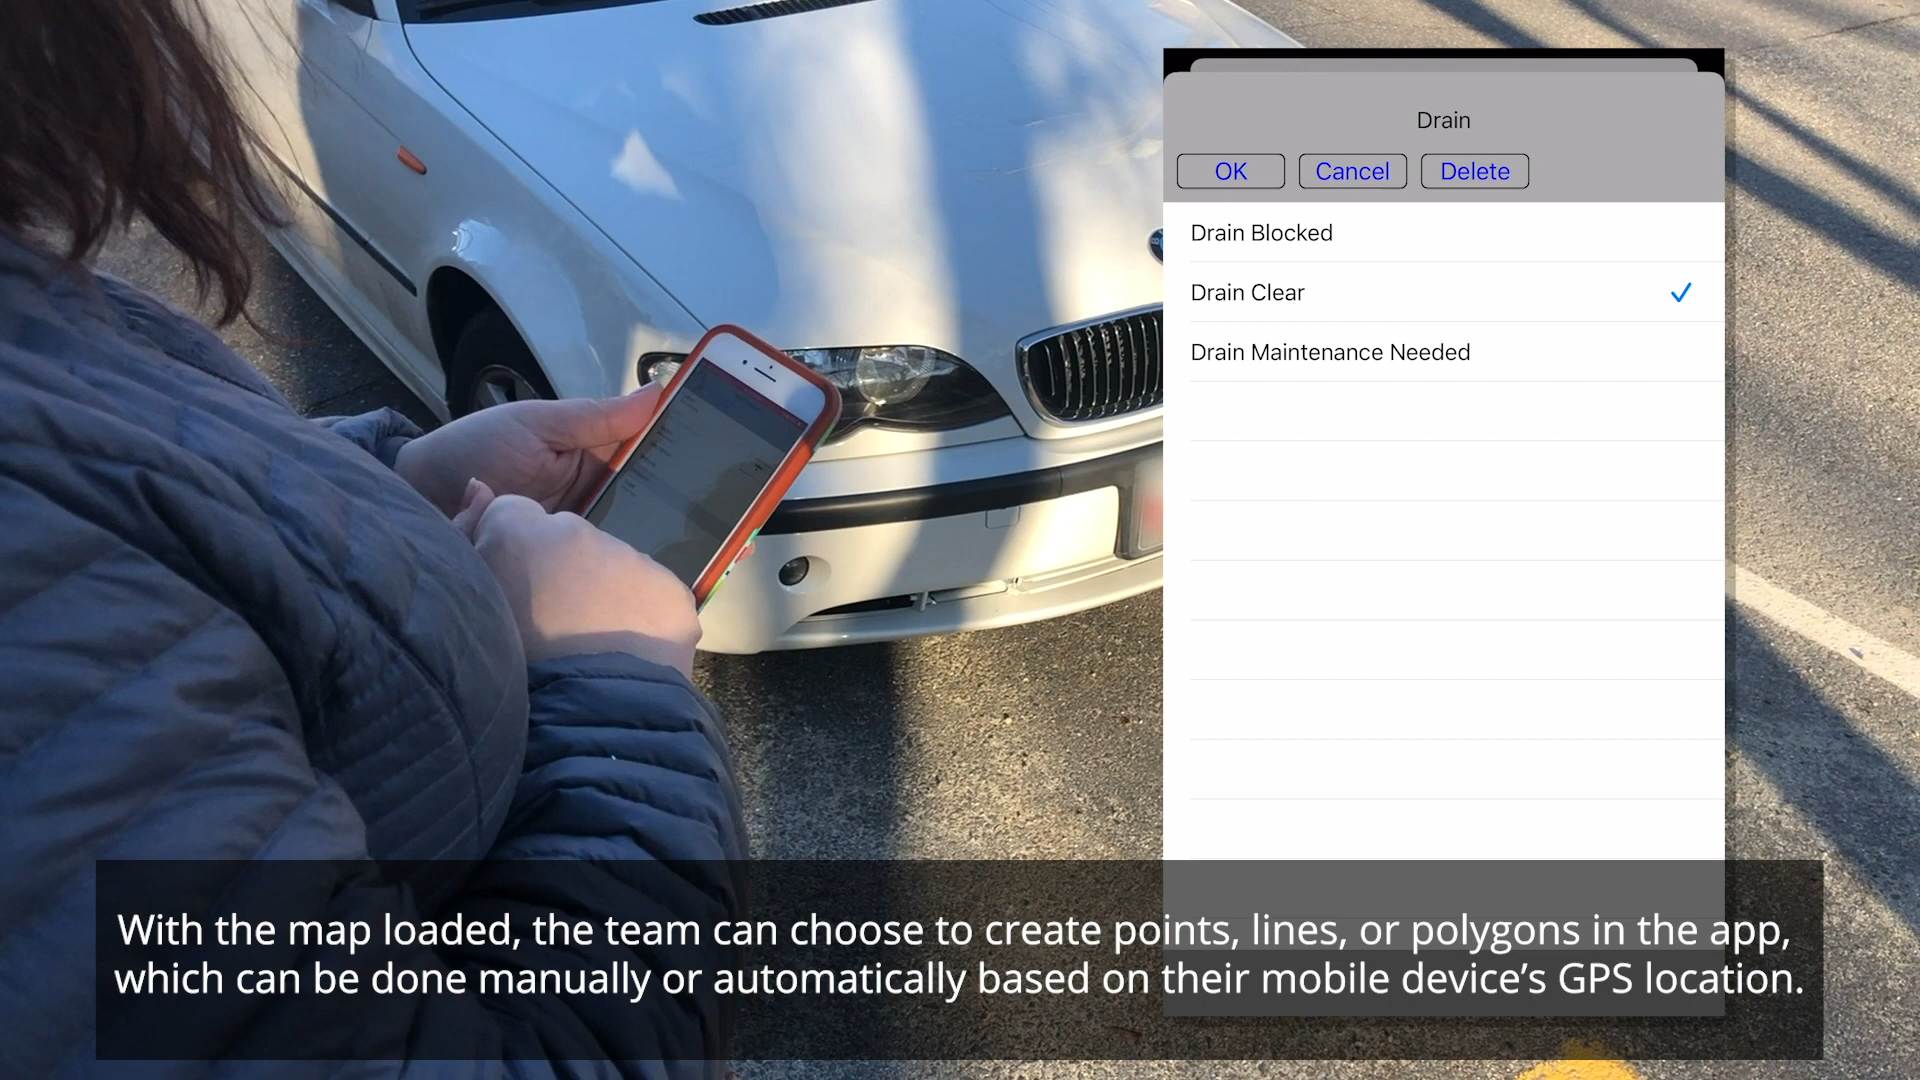 Drain
OK Cancel Delete
Drain Blocked
Drain Clear
Drain Maintenance Needed
With the map loaded, the team can choose to create points, lines, or polygons in the app,
which can be done manually or automatically based on their mobile device’s GPS location.